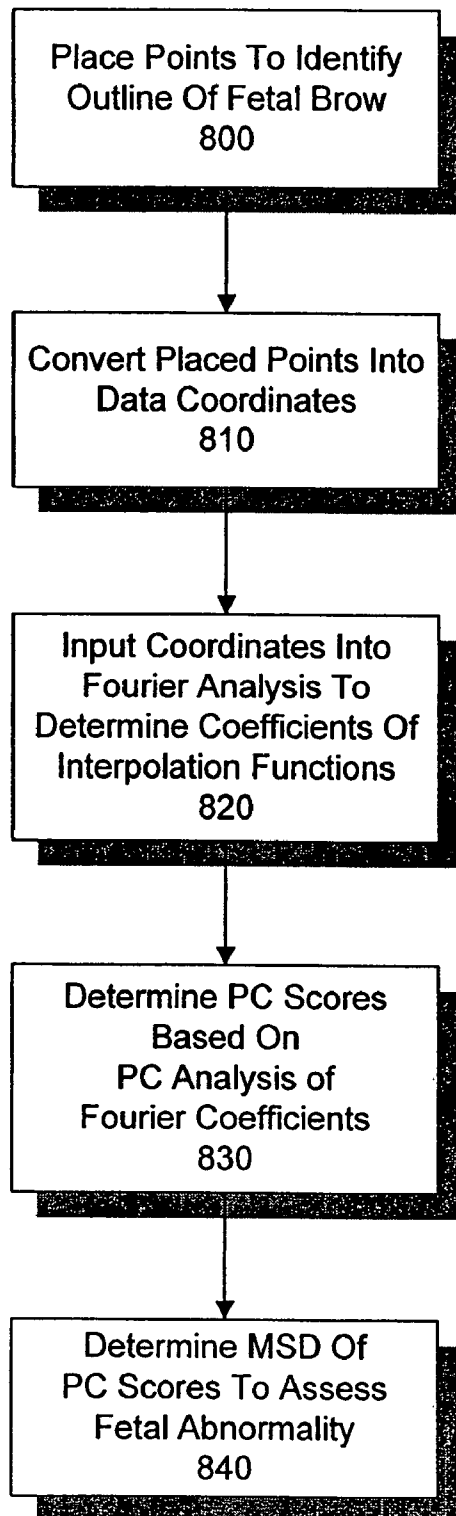 Place Points To Identify
Outline Of Fetal Brow
800
Convert Placed Points Into
Data Coordinates
810
Input Coordinates Into
Fourier Analysis To
Determine Coefficients Of
Interpolation Functions
820
Determine PC Scores
Based On
PC Analysis of
Fourier Coefficients
830
Determine MSD Of
PC Scores To Assess
Fetal Abnormality
840